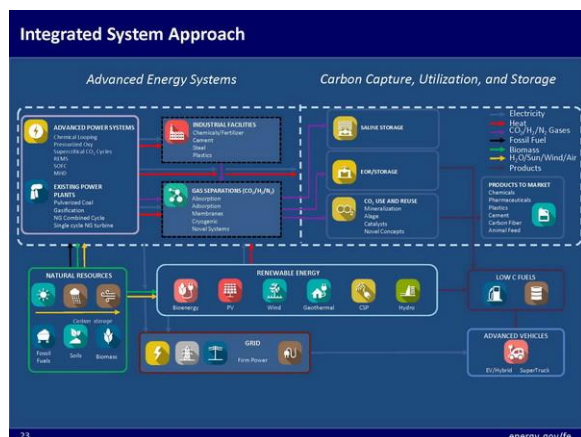 Integrated System Approach
Advanced Energy Systems
Carbon Capture, Utilization, and Storage
ADVANCED POWER SYSTEMS
Chemical Looping
Pressurized Oxy
Supercritical CO₂ Cycles
REMS
SOFC
MHD
EXISTING POWER
PLANTS
Pulverized Coal
Gasification
NG Combined Cycle
Single cycle NG turbine
INDUSTRIAL FACILITIES
Chemicals/Fertilizer
Cement
Steel
Plastics
GAS SEPARATIONS (CO₂/H₂/N₂)
Absorption
Adsorption
Membranes
Cryogenic
Novel Systems
SALINE STORAGE
EOR/STORAGE
CO₂ USE AND REUSE
Mineralization
Alage
Catalysts
Novel Concepts
Electricity
Heat
CO₂/H₂/N₂ Gases
Fossil Fuel
Biomass
H₂O/Sun/Wind/Air
Products
PRODUCTS TO MARKET
Chemicals
Pharmaceuticals
Plastics
Cement
Carbon Fiber
Animal Feed
NATURAL RESOURCES
Carbon storage
Fossil
Fuels
Soils
Biomass
RENEWABLE ENERGY
Bioenergy
PV
Wind
Geothermal
CSP
Hydro
LOW C FUELS
GRID
Firm Power
ADVANCED VEHICLES
EV/Hybrid
SuperTruck
23
energy.gov/fe